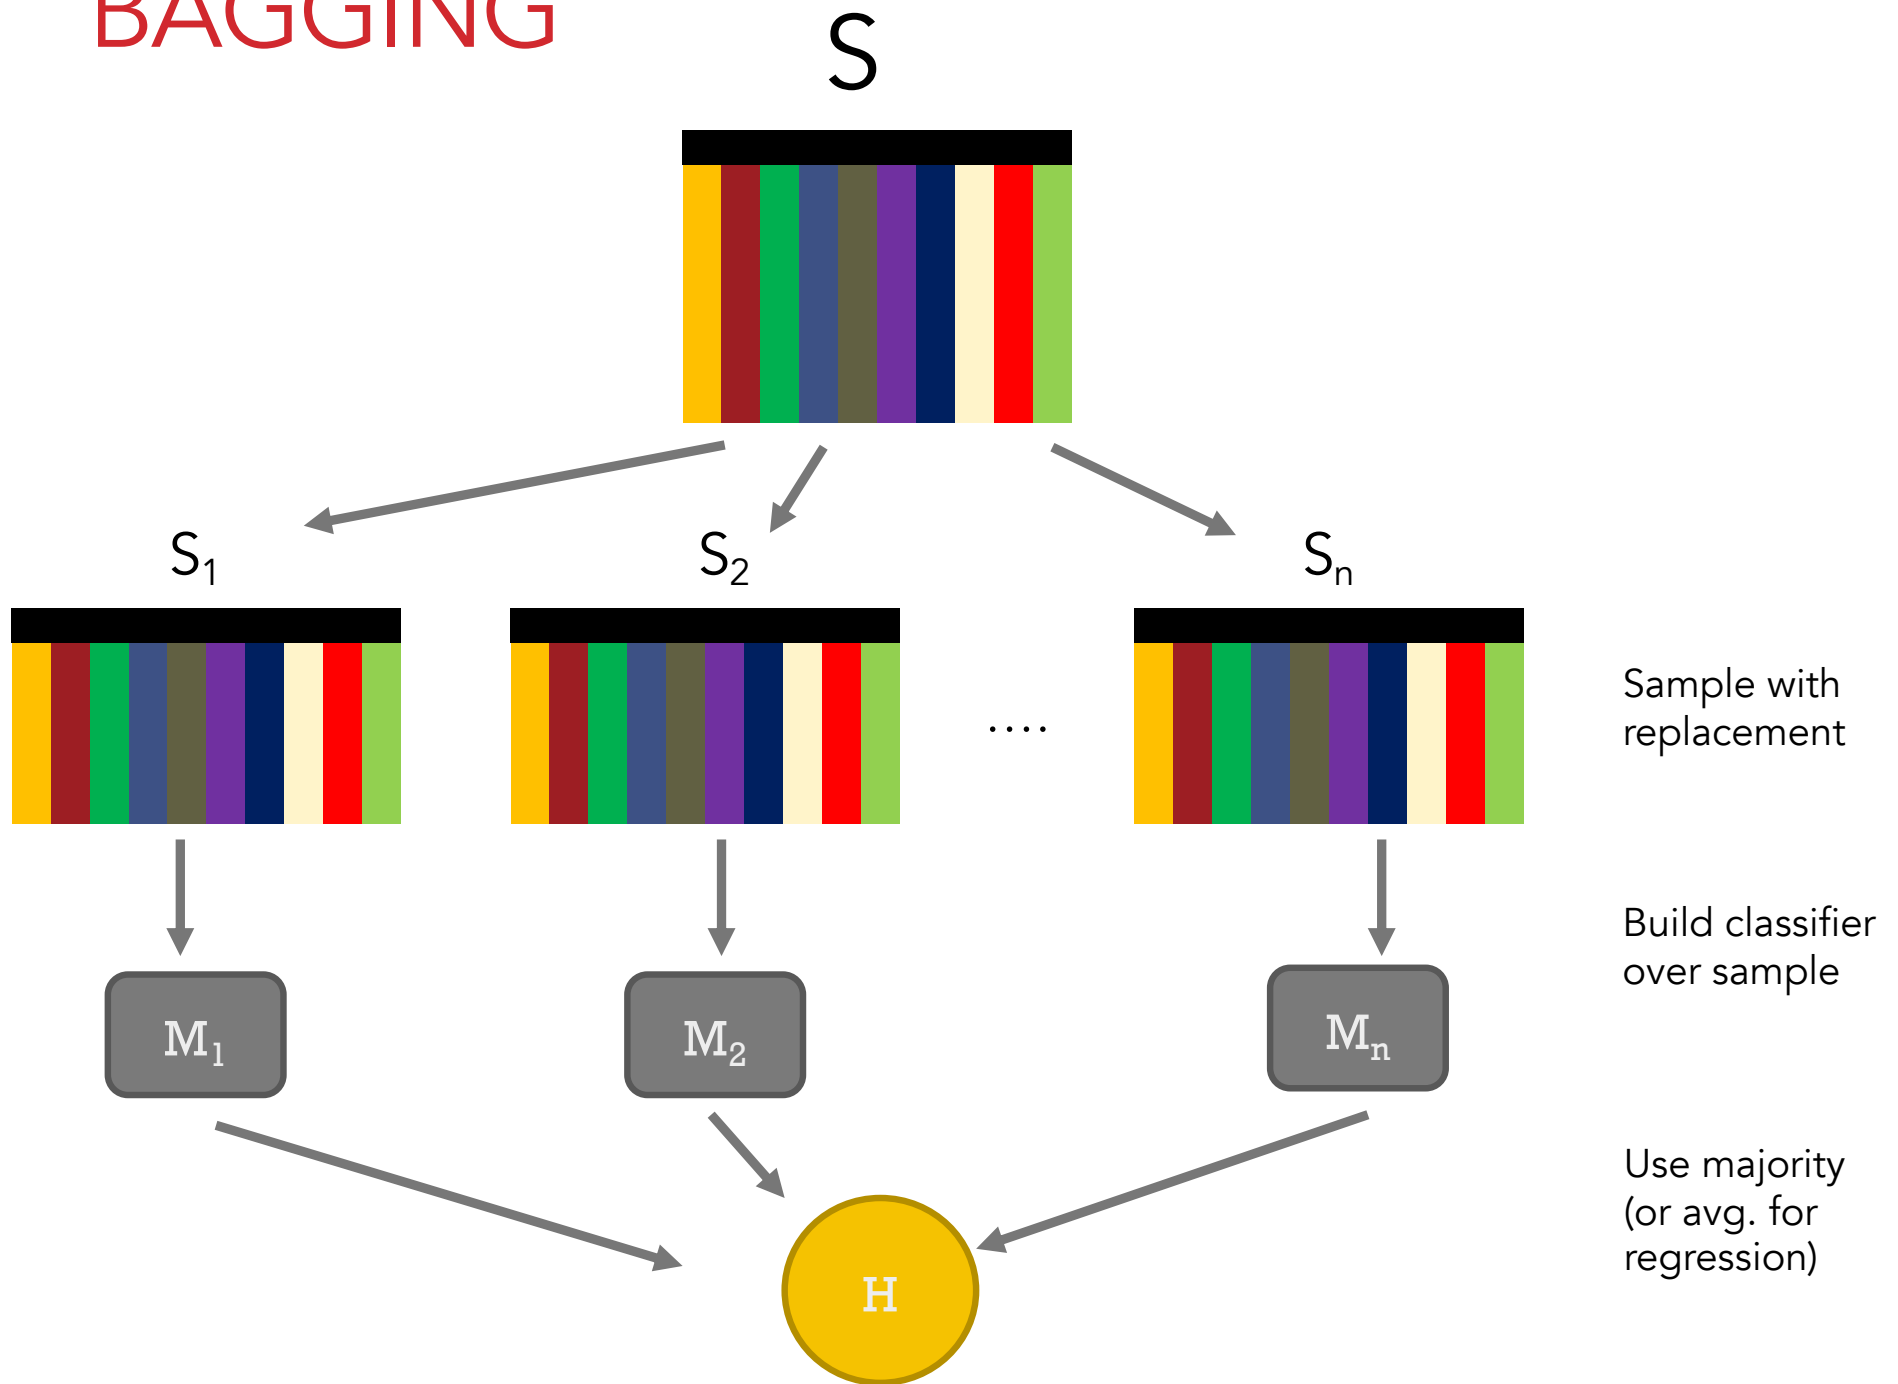 BAGGING
S
S₁ S₂ Sₙ
....
Sample with
replacement
Build classifier
over sample
M₁ M₂ Mₙ
Use majority
(or avg. for
regression)
H